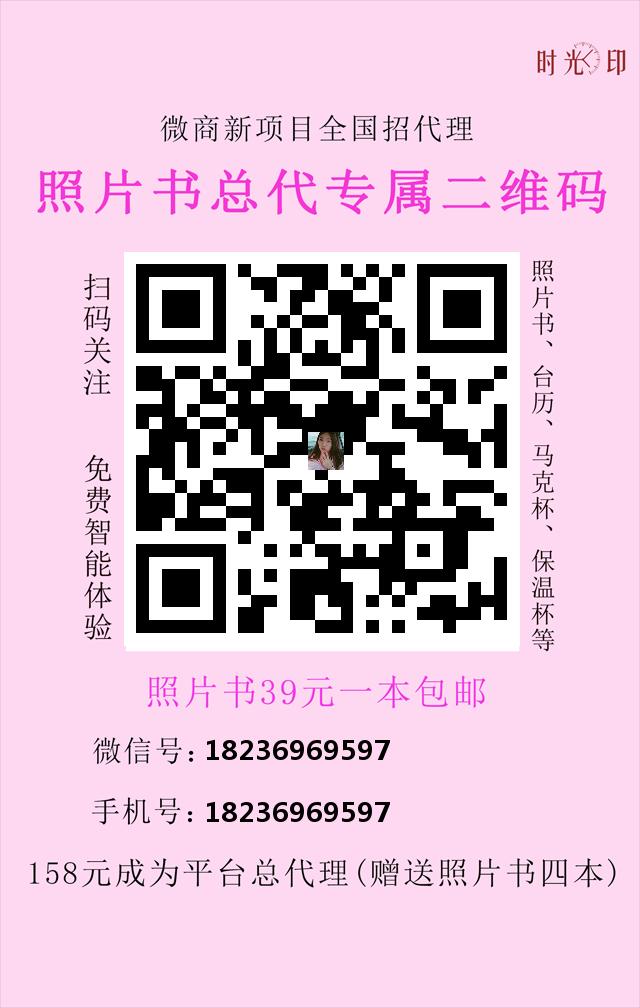 时光印
微商新项目全国招代理
照片书总代专属二维码
扫码关注
免费智能体验
照片书、台历、马克杯、保温杯等
照片书39元一本包邮
微信号:18236969597
手机号:18236969597
158元成为平台总代理(赠送照片书四本)